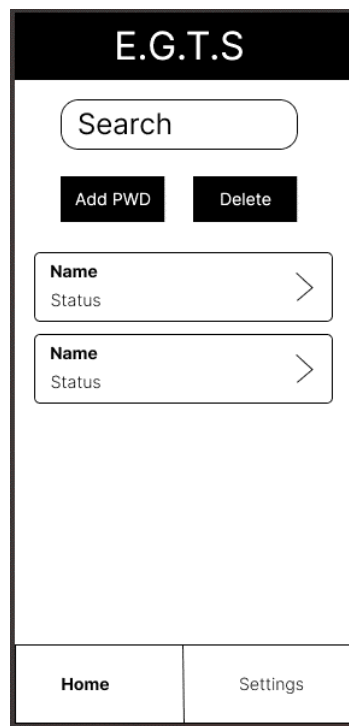 E.G.T.S
Search
Add PWD Delete
Name
Status
Name
Status
Home Settings